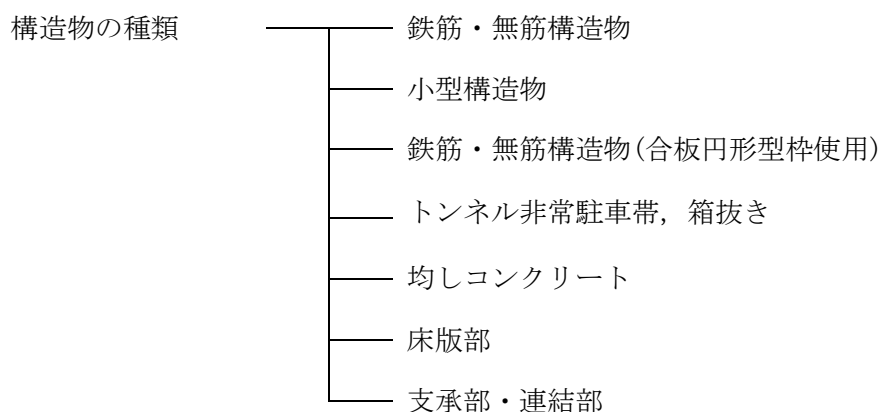 構造物の種類
鉄筋・無筋構造物
小型構造物
鉄筋・無筋構造物(合板円形型枠使用)
トンネル非常駐車帯，箱抜き
均しコンクリート
床版部
支承部・連結部